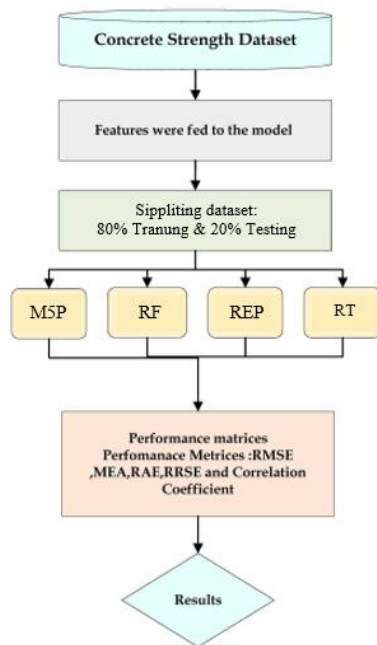 Concrete Strength Dataset
Features were fed to the model
Sippliting dataset:
80% Tranung & 20% Testing
M5P
RF
REP
RT
Performance matrices
Perfomanace Metrices :RMSE
,MEA,RAE,RRSE and Correlation
Coefficient
Results